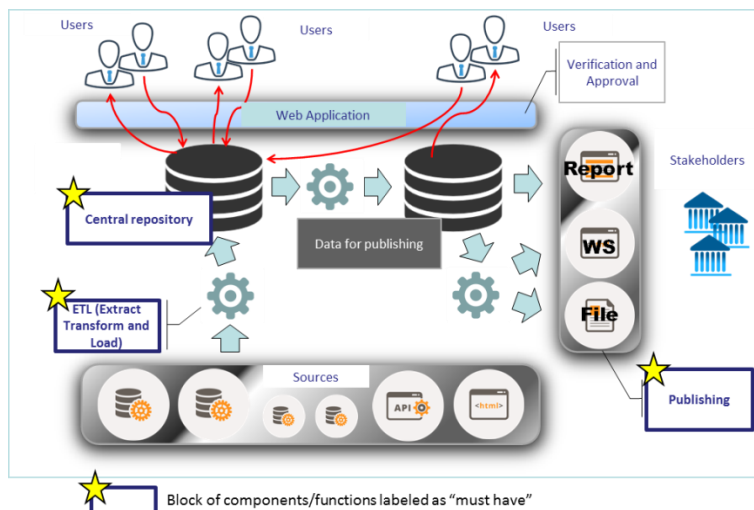 Users
Users
Users
Verification and
Approval
Web Application
Report
Stakeholders
Central repository
Data for publishing
WS
ETL (Extract
Transform and
Load)
File
Sources
Publishing
API
<html>
Block of components/functions labeled as “must have”